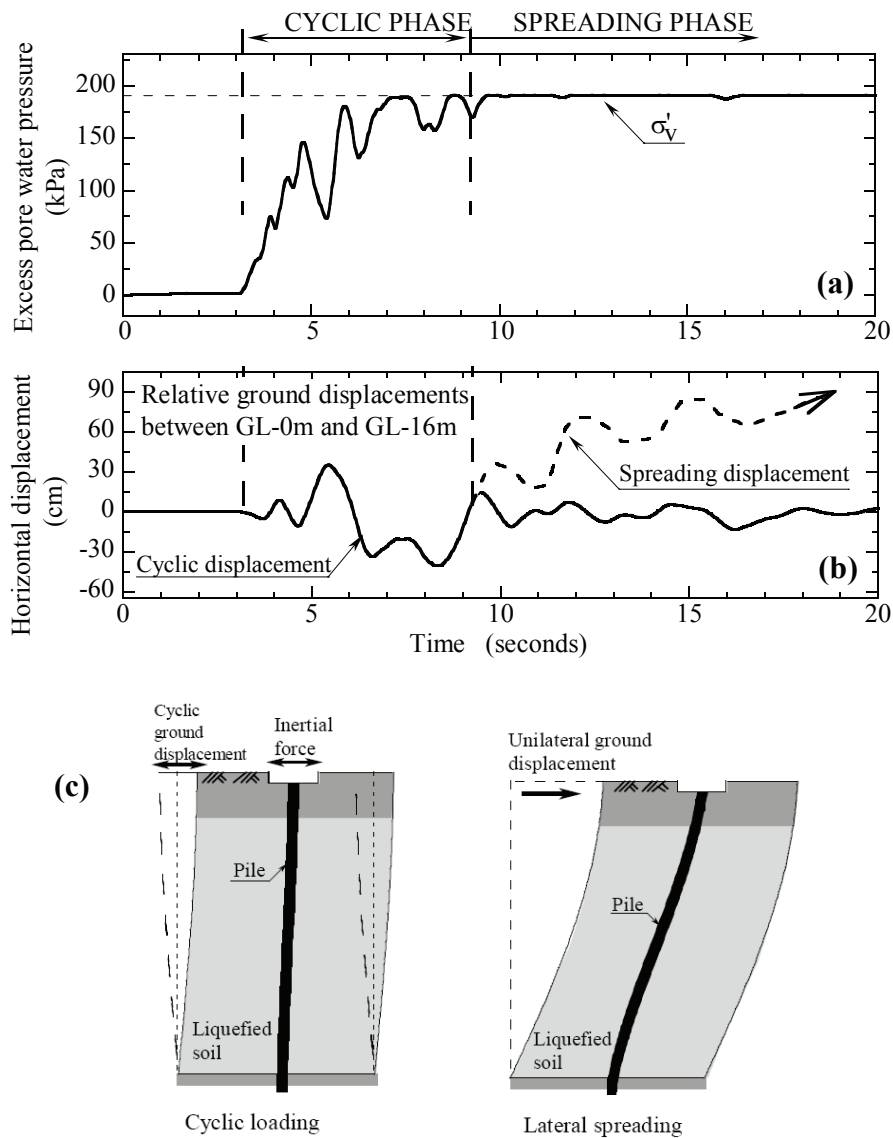 CYCLIC PHASE SPREADING PHASE
Excess pore water pressure
(kPa)
200
150
100
50
0
σ'v
(a)
0 5 10 15 20
Horizontal displacement
(cm)
90
60
30
0
-30
-60
Relative ground displacements
between GL-0m and GL-16m
Spreading displacement
Cyclic displacement
(b)
0 5 10 15 20
Time (seconds)
(c)
Cyclic
ground
displacement
Inertial
force
Pile
Liquefied
soil
Cyclic loading
Unilateral ground
displacement
Pile
Liquefied
soil
Lateral spreading